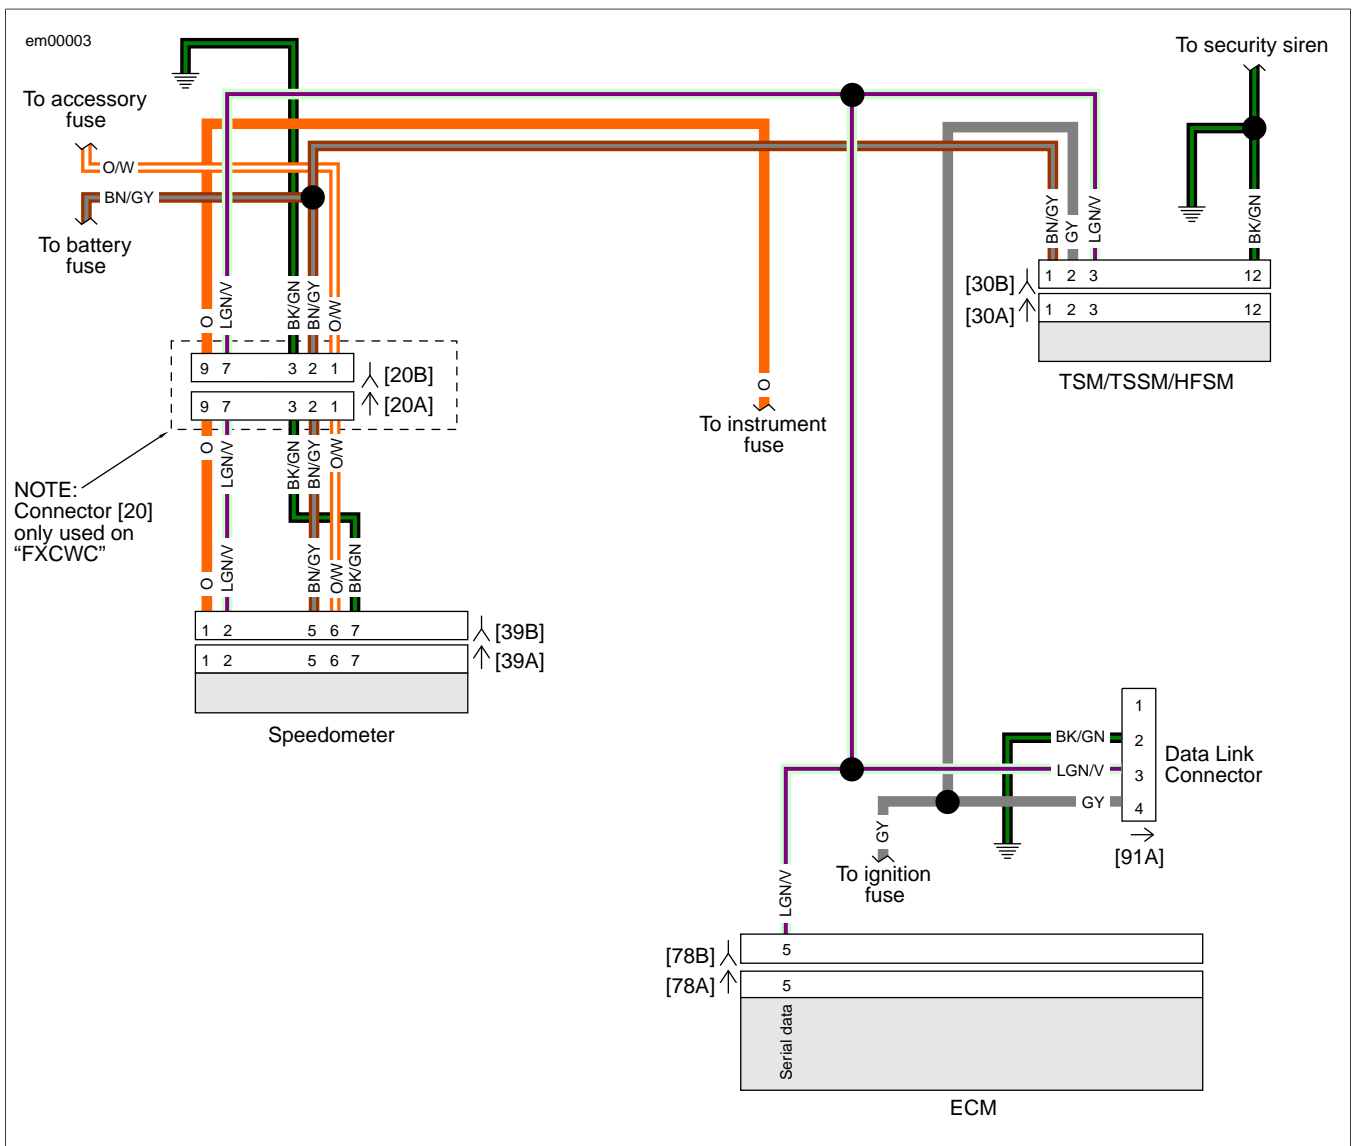 em00003
To security siren
To accessory
fuse
O/W
BN/GY
To battery
fuse
O
LGN/V
BK/GN
BN/GY
O/W
BN/GY
GY
LGN/V
BK/GN
[30B]
1 2 3 12
[30A]
1 2 3 12
TSM/TSSM/HFSM
9 7 3 2 1
[20B]
9 7 3 2 1
[20A]
O
To instrument
fuse
O
LGN/V
BK/GN
BN/GY
O/W
NOTE:
Connector [20]
only used on
“FXCWC”
O
LGN/V
BN/GY
O/W
BK/GN
1 2 5 6 7
[39B]
1 2 5 6 7
[39A]
Speedometer
1
BK/GN
2
LGN/V
3
GY
4
Data Link
Connector
[91A]
GY
To ignition
fuse
LGN/V
[78B]
5
[78A]
5
Serial data
ECM